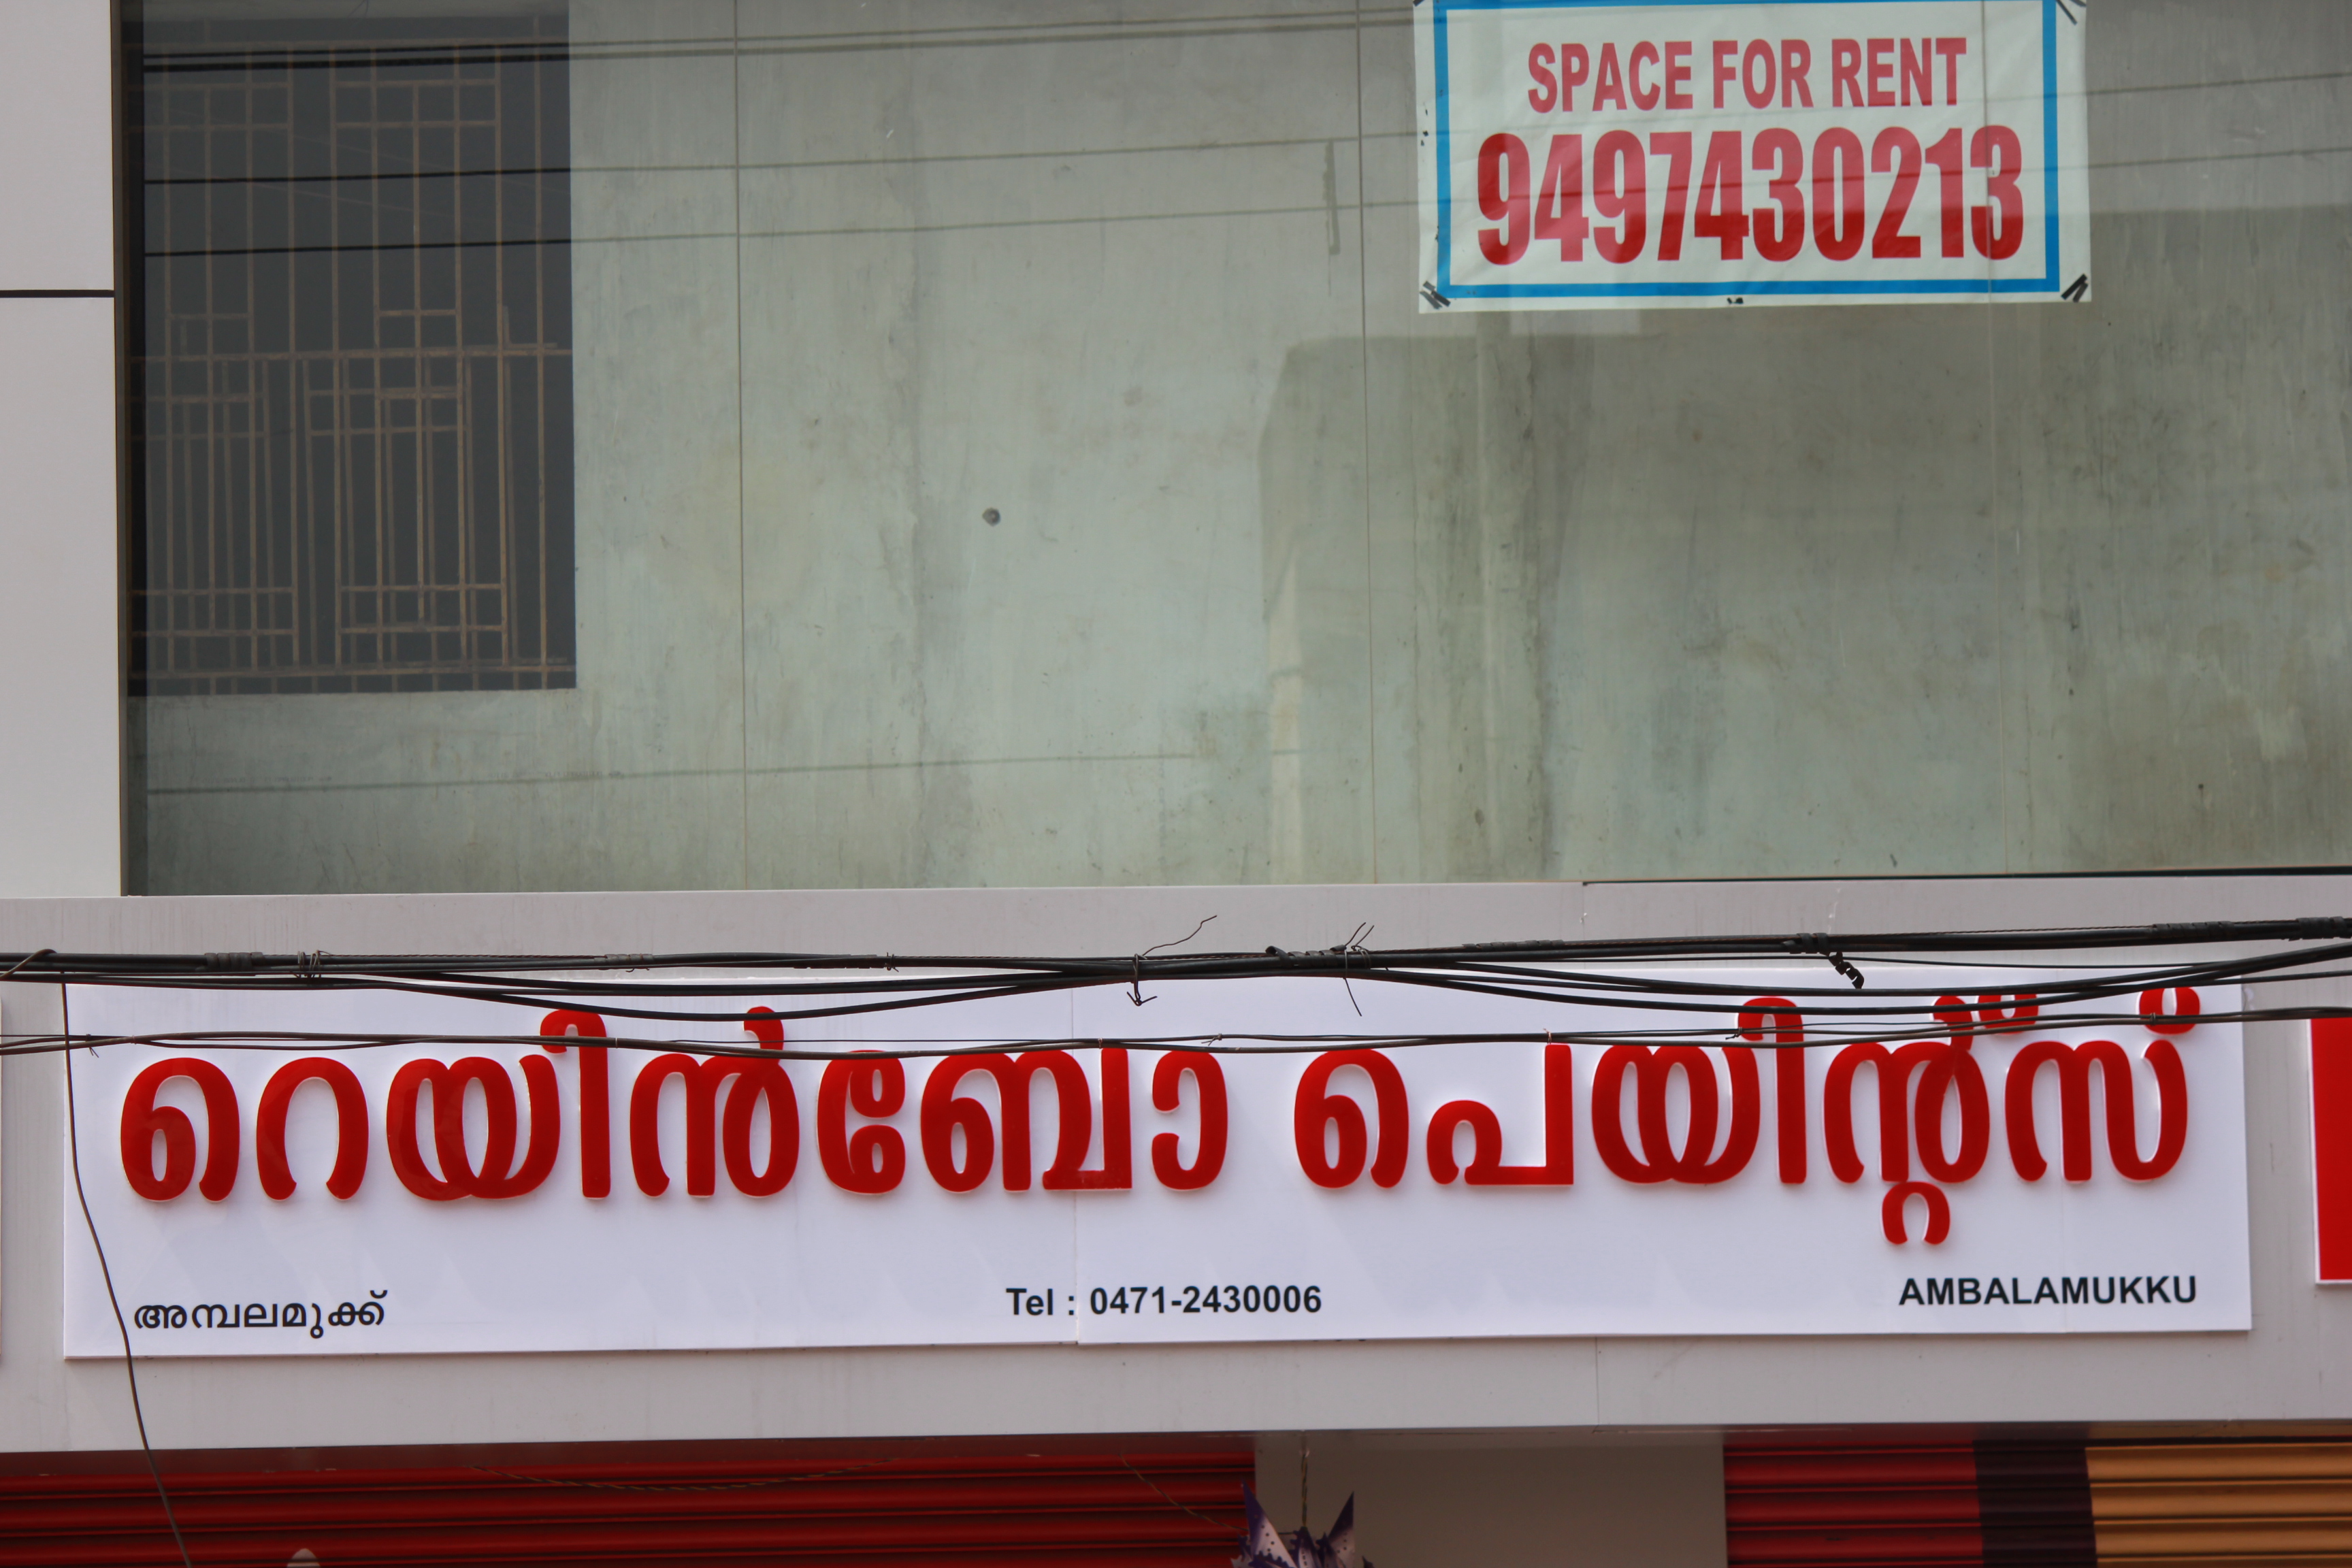 SPACE FOR RENT
9497430213
റെയിൻബോ പെയിന്റ്സ്
അമ്പലമുക്ക്
Tel : 0471-2430006
AMBALAMUKKU